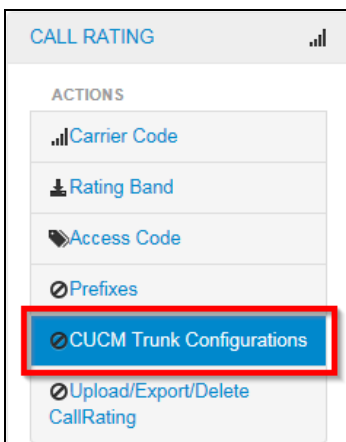 CALL RATING
ACTIONS
Carrier Code
Rating Band
Access Code
Prefixes
CUCM Trunk Configurations
Upload/Export/Delete
CallRating